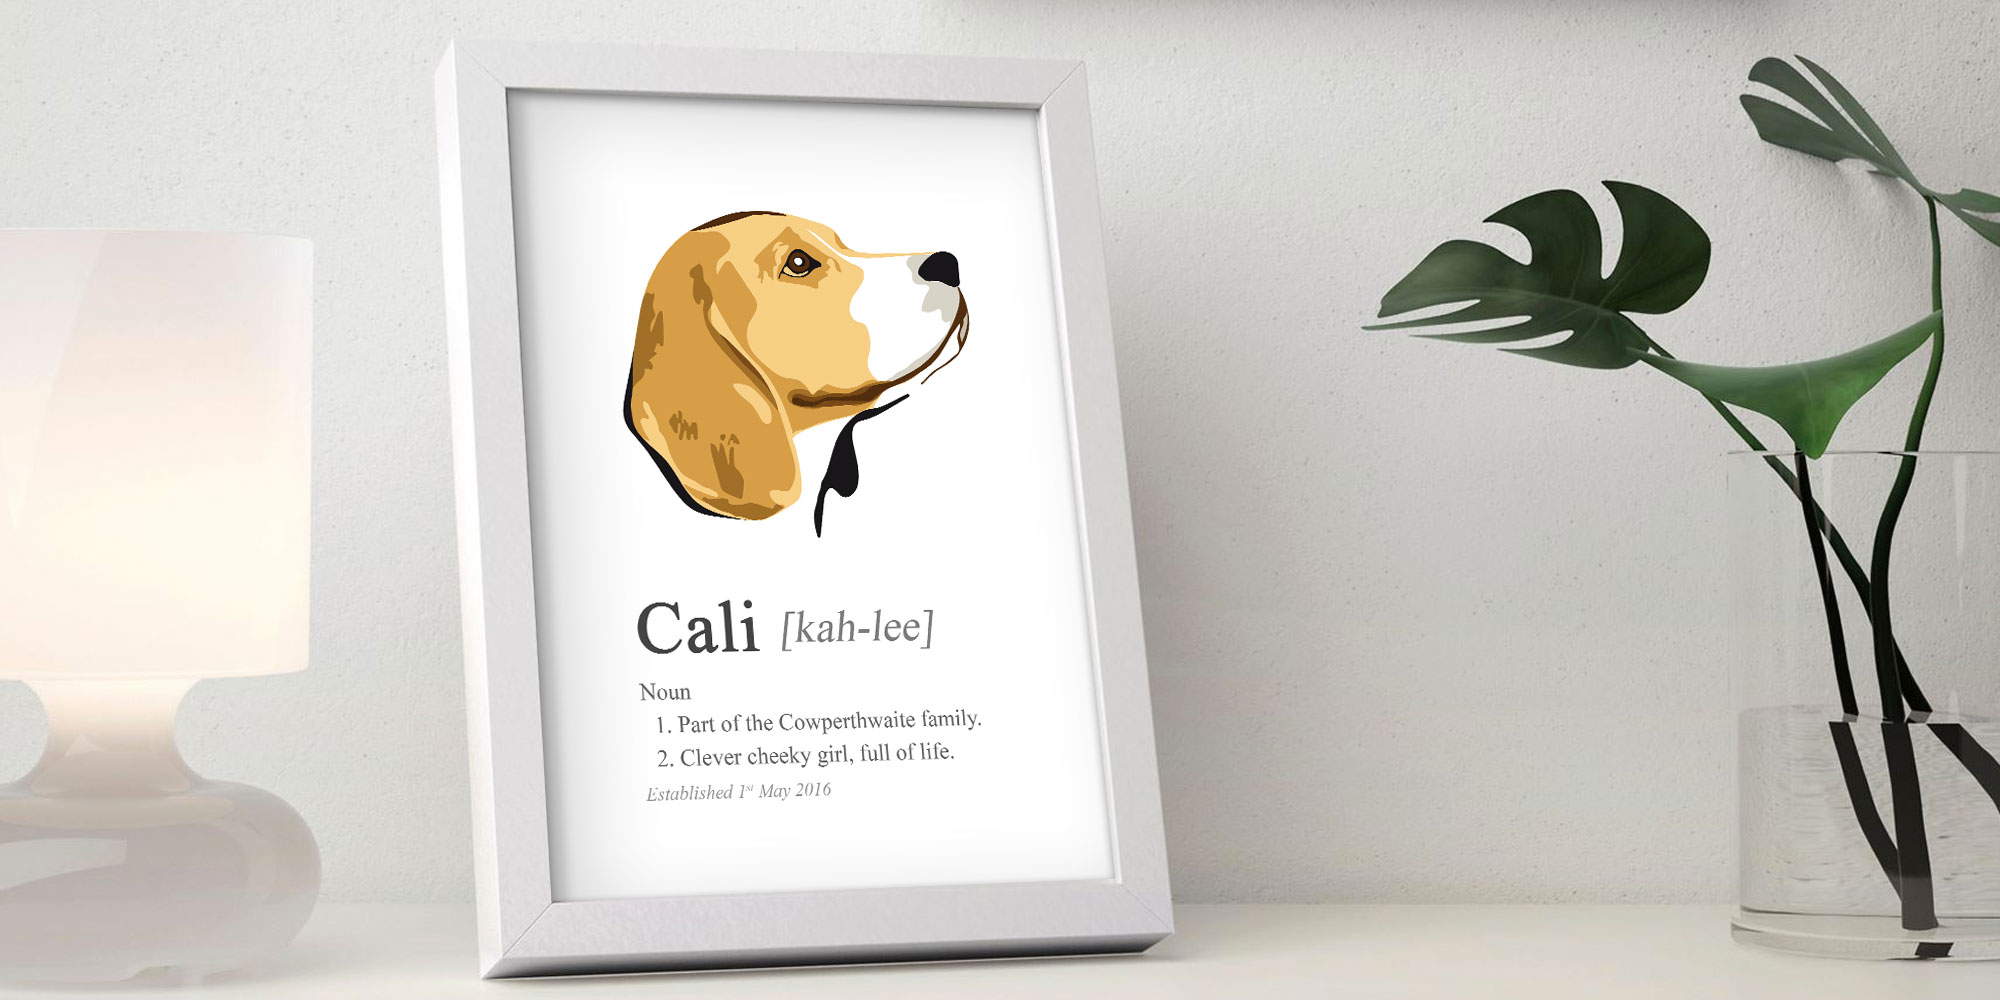 Cali [kah-lee]
Noun
1. Part of the Cowperthwaite family.
2. Clever cheeky girl, full of life.
Established 1st May 2016